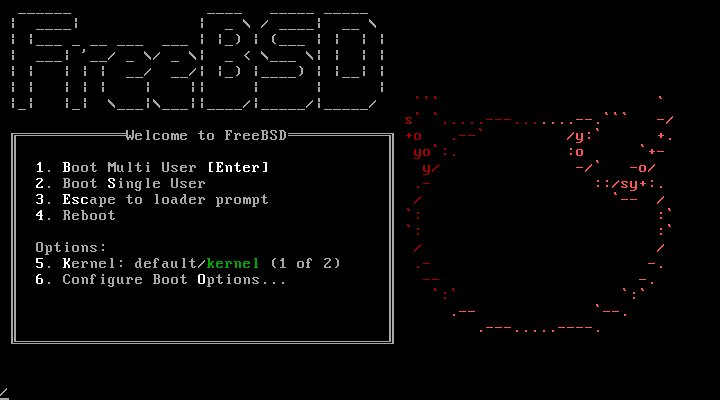 FreeBSD
Welcome to FreeBSD
1. Boot Multi User [Enter]
2. Boot Single User
3. Escape to loader prompt
4. Reboot
Options:
5. Kernel: default/kernel (1 of 2)
6. Configure Boot Options...